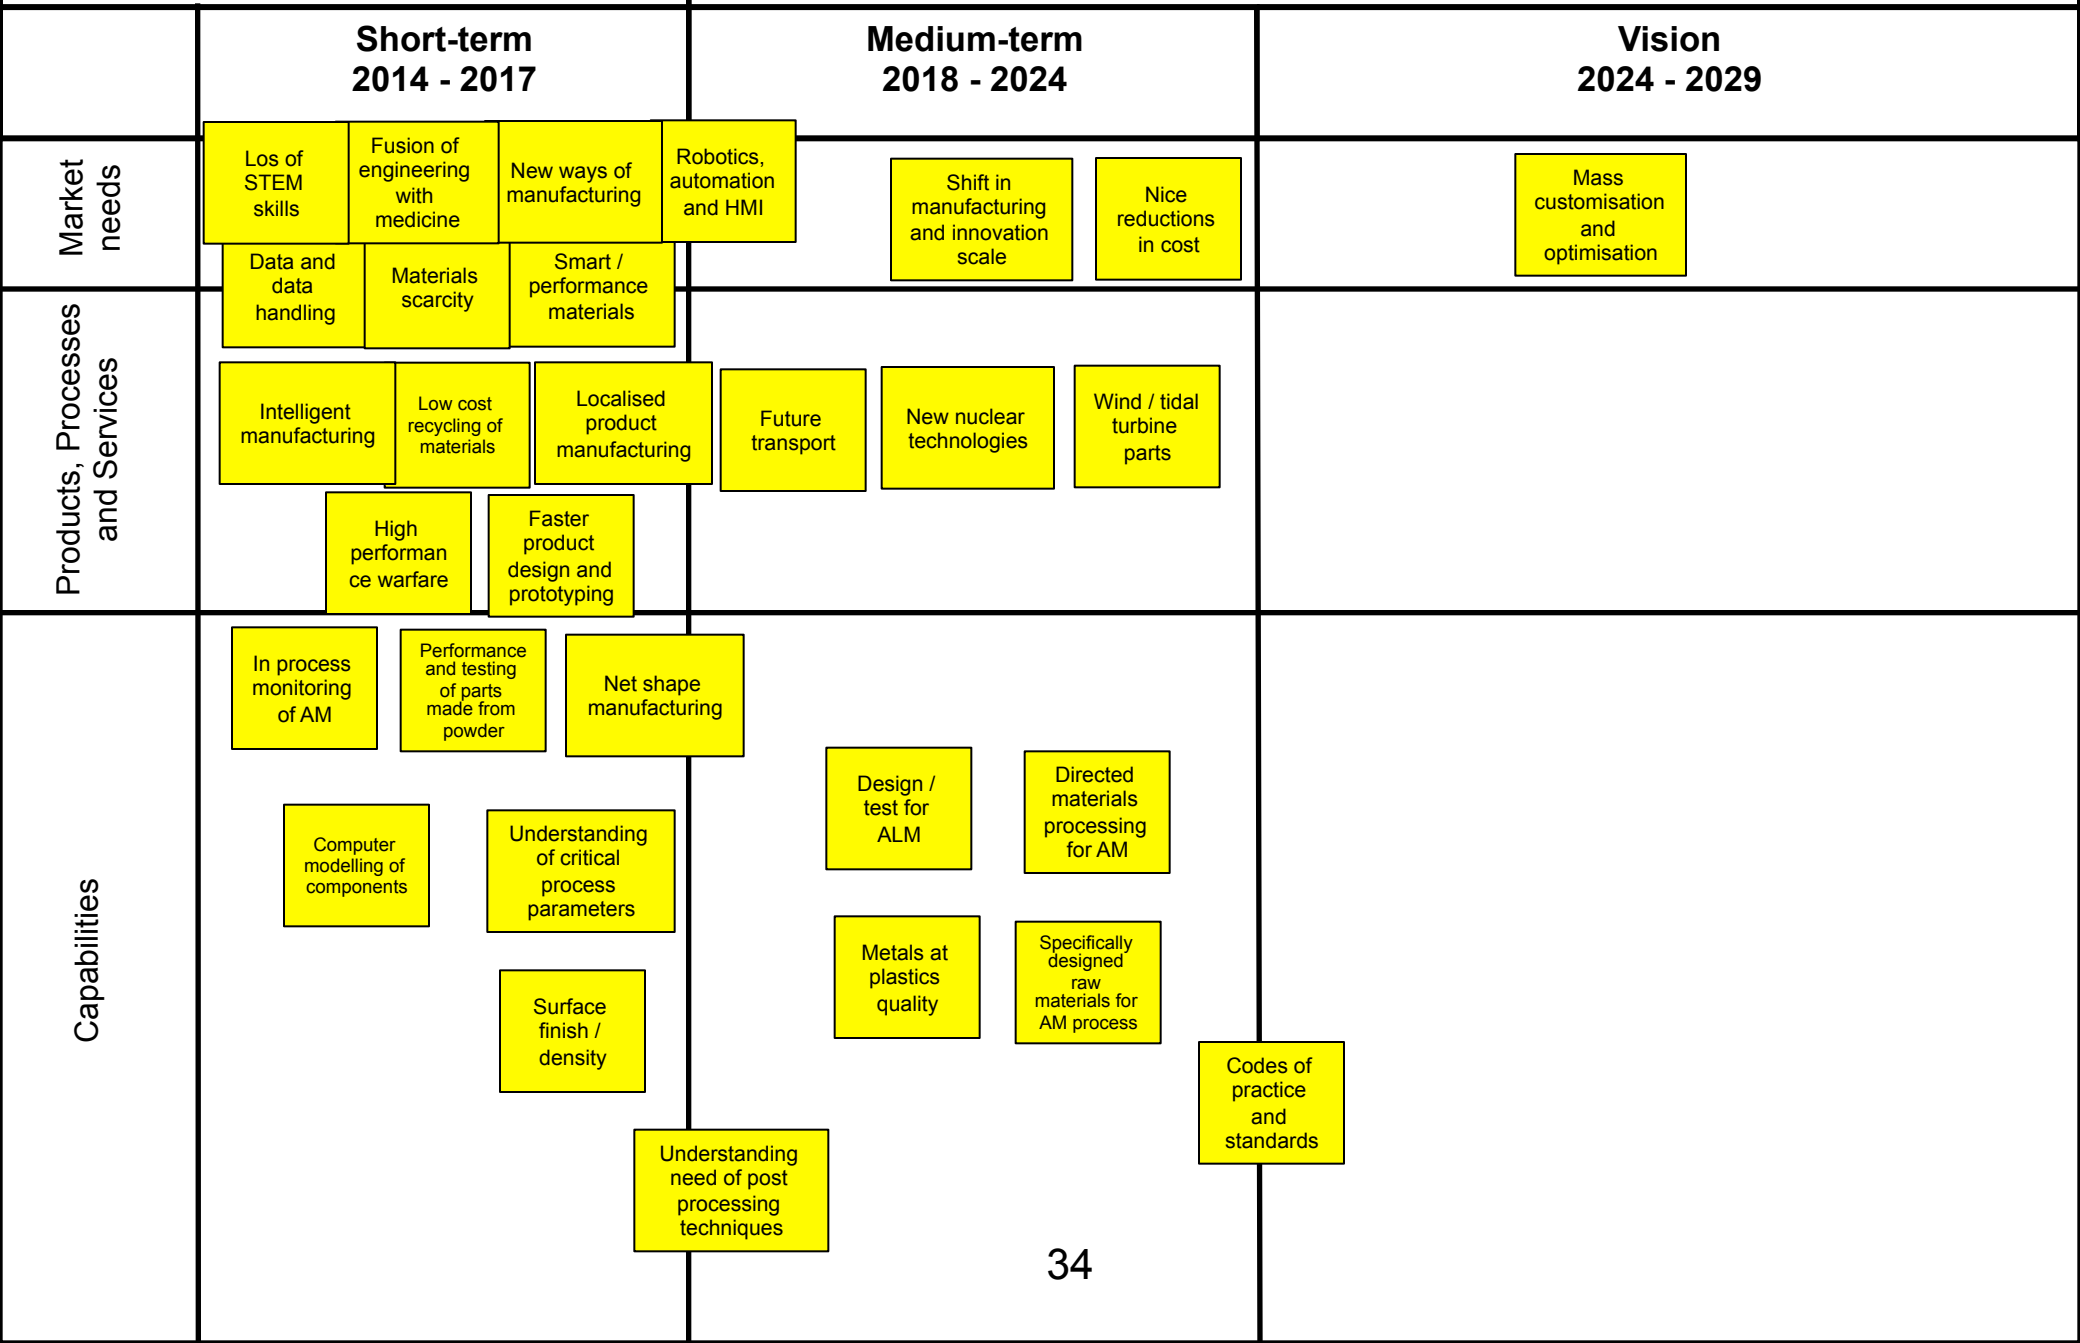 Short-term
2014 - 2017
Medium-term
2018 - 2024
Vision
2024 - 2029
Market
needs
Los of
STEM
skills
Fusion of
engineering
with
medicine
New ways of
manufacturing
Robotics,
automation
and HMI
Shift in
manufacturing
and innovation
scale
Nice
reductions
in cost
Mass
customisation
and
optimisation
Data and
data
handling
Materials
scarcity
Smart /
performance
materials
Products, Processes
and Services
Intelligent
manufacturing
Low cost
recycling of
materials
Localised
product
manufacturing
Future
transport
New nuclear
technologies
Wind / tidal
turbine
parts
High
performan
ce warfare
Faster
product
design and
prototyping
Capabilities
In process
monitoring
of AM
Performance
and testing
of parts
made from
powder
Net shape
manufacturing
Design /
test for
ALM
Directed
materials
processing
for AM
Computer
modelling of
components
Understanding
of critical
process
parameters
Metals at
plastics
quality
Specifically
designed
raw
materials for
AM process
Surface
finish /
density
Codes of
practice
and
standards
Understanding
need of post
processing
techniques
34